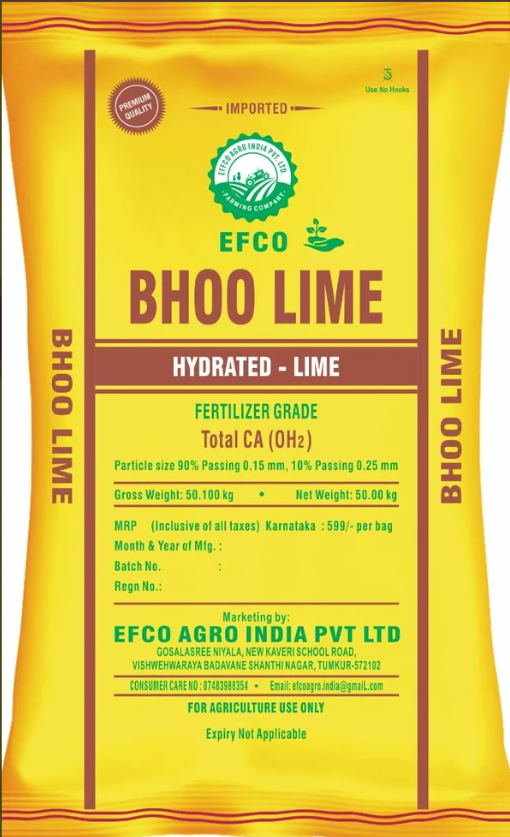 PREMIUM
QUALITY
IMPORTED
Use No Hooks
EFCO AGRO INDIA PVT. LTD.
FARMING COMPANY
EFCO
BHOO LIME
HYDRATED - LIME
BHOO LIME
BHOO LIME
FERTILIZER GRADE
Total CA (OH2)
Particle size 90% Passing 0.15 mm, 10% Passing 0.25 mm
Gross Weight: 50.100 kg • Net Weight: 50.00 kg
MRP (Inclusive of all taxes) Karnataka : 599/- per bag
Month & Year of Mfg. :
Batch No. :
Regn No.:
Marketing by:
EFCO AGRO INDIA PVT LTD
GOSALASREE NIYALA, NEW KAVERI SCHOOL ROAD,
VISHWEHWARAYA BADAVANE SHANTHI NAGAR, TUMKUR-572102
CONSUMER CARE NO : 07483988354 • Email: efcoagro.india@gmail.com
FOR AGRICULTURE USE ONLY
Expiry Not Applicable